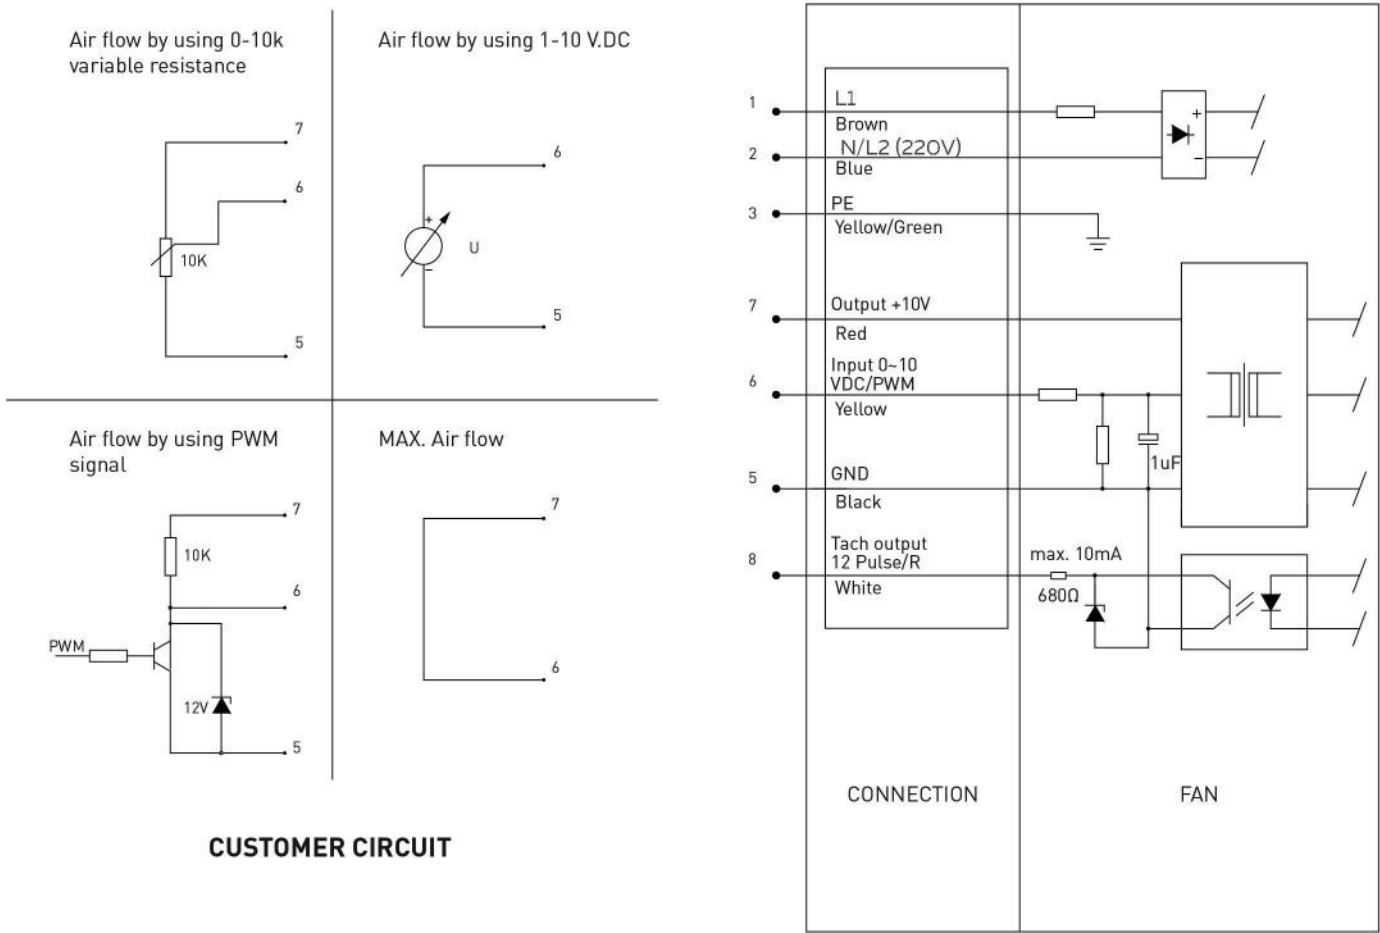 Air flow by using 0-10k
variable resistance
7
6
10K
5
Air flow by using 1-10 V.DC
6
+
U
−
5
Air flow by using PWM
signal
7
10K
6
PWM
12V
5
MAX. Air flow
7
6
CUSTOMER CIRCUIT
1
L1
Brown
+
2
N/L2 (220V)
Blue
−
3
PE
Yellow/Green
7
Output +10V
Red
6
Input 0~10
VDC/PWM
Yellow
1uF
5
GND
Black
8
Tach output
12 Pulse/R
White
max. 10mA
680Ω
CONNECTION
FAN